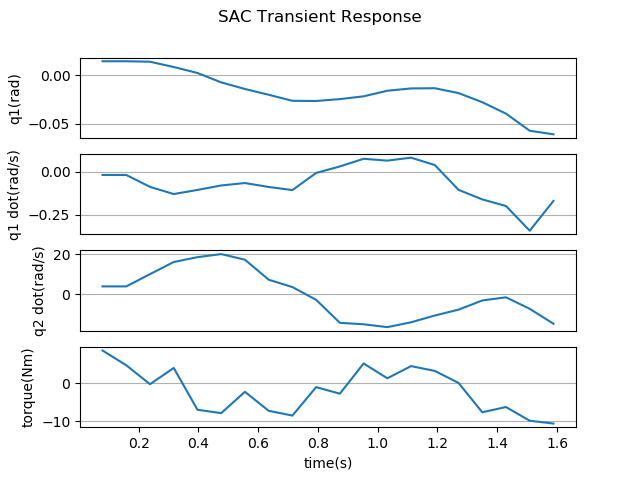 SAC Transient Response
q1(rad)
0.00
−0.05
q1 dot(rad/s)
0.00
−0.25
q2 dot(rad/s)
20
0
torque(Nm)
0
−10
0.2 0.4 0.6 0.8 1.0 1.2 1.4 1.6
time(s)